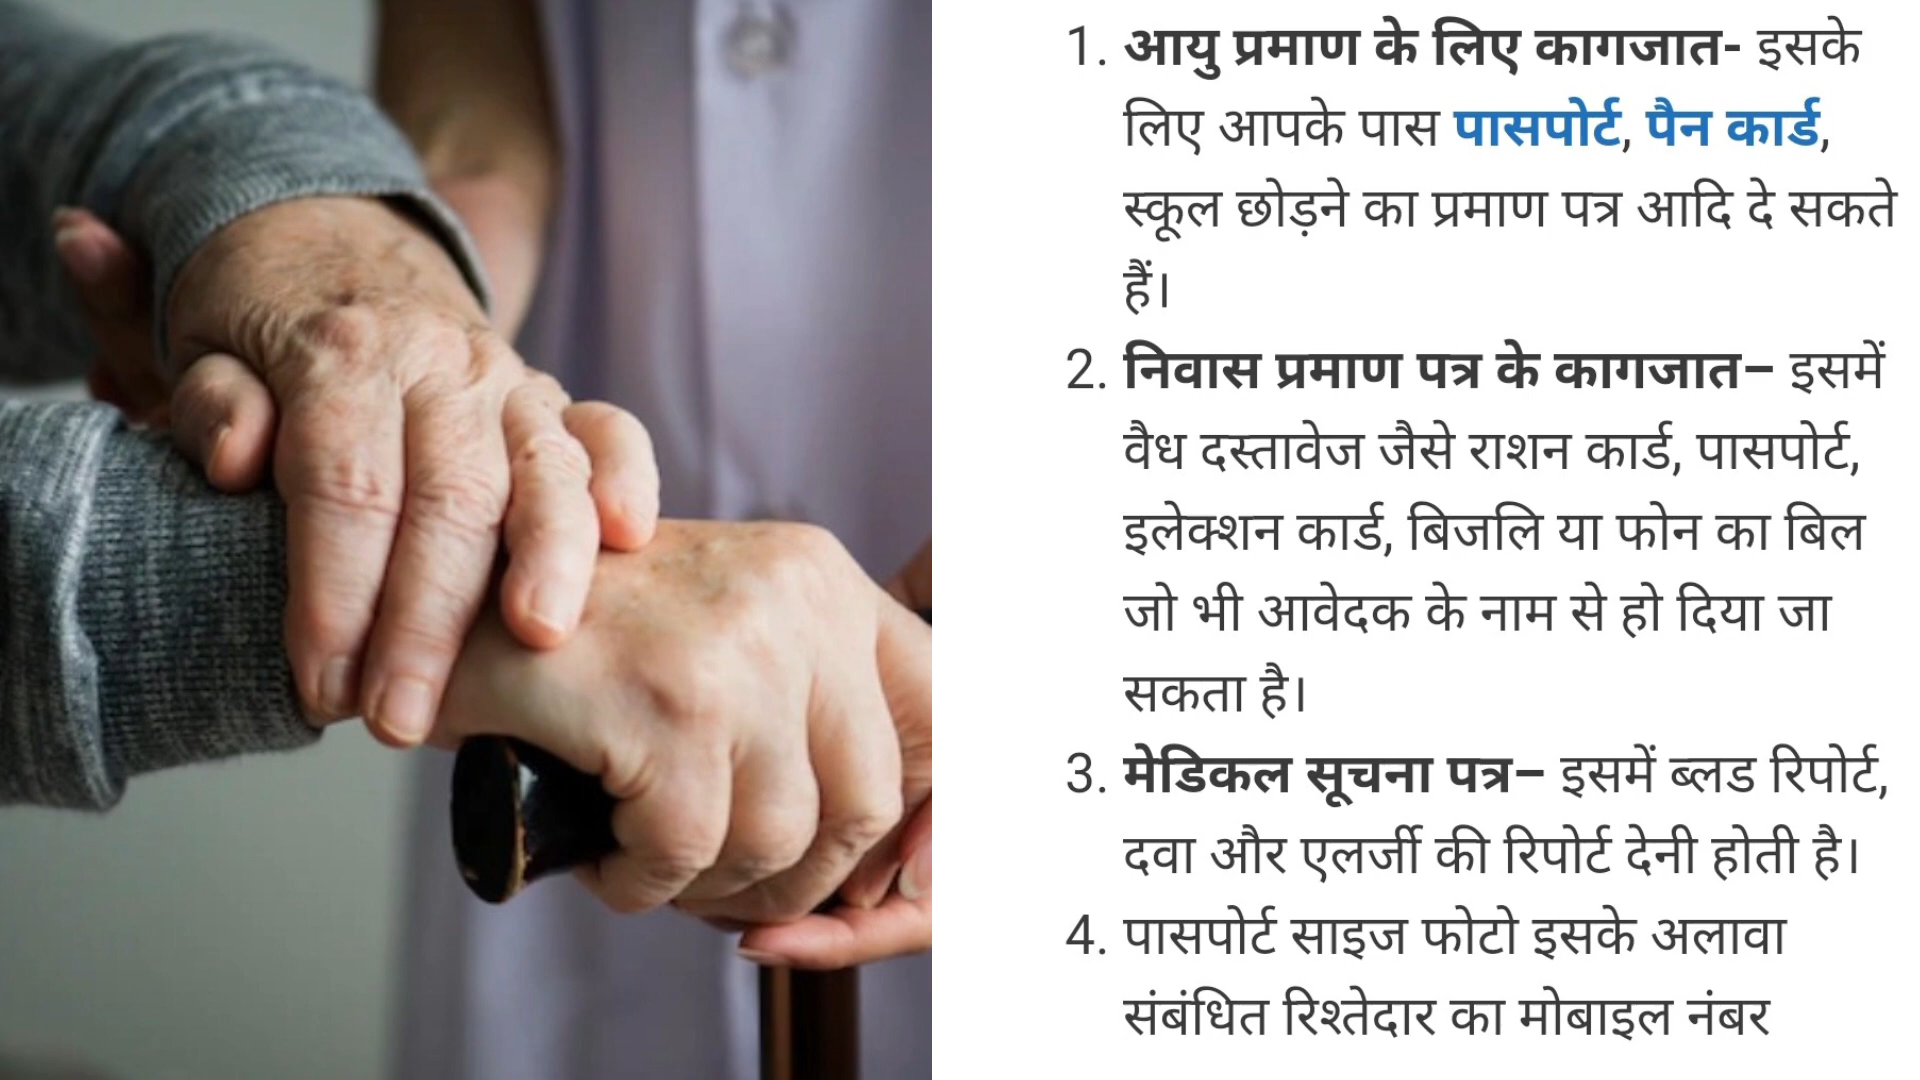 1. आयु प्रमाण के लिए कागजात- इसके
लिए आपके पास पासपोर्ट, पैन कार्ड,
स्कूल छोड़ने का प्रमाण पत्र आदि दे सकते
हैं।
2. निवास प्रमाण पत्र के कागजात– इसमें
वैध दस्तावेज जैसे राशन कार्ड, पासपोर्ट,
इलेक्शन कार्ड, बिजलि या फोन का बिल
जो भी आवेदक के नाम से हो दिया जा
सकता है।
3. मेडिकल सूचना पत्र– इसमें ब्लड रिपोर्ट,
दवा और एलर्जी की रिपोर्ट देनी होती है।
4. पासपोर्ट साइज फोटो इसके अलावा
संबंधित रिश्तेदार का मोबाइल नंबर